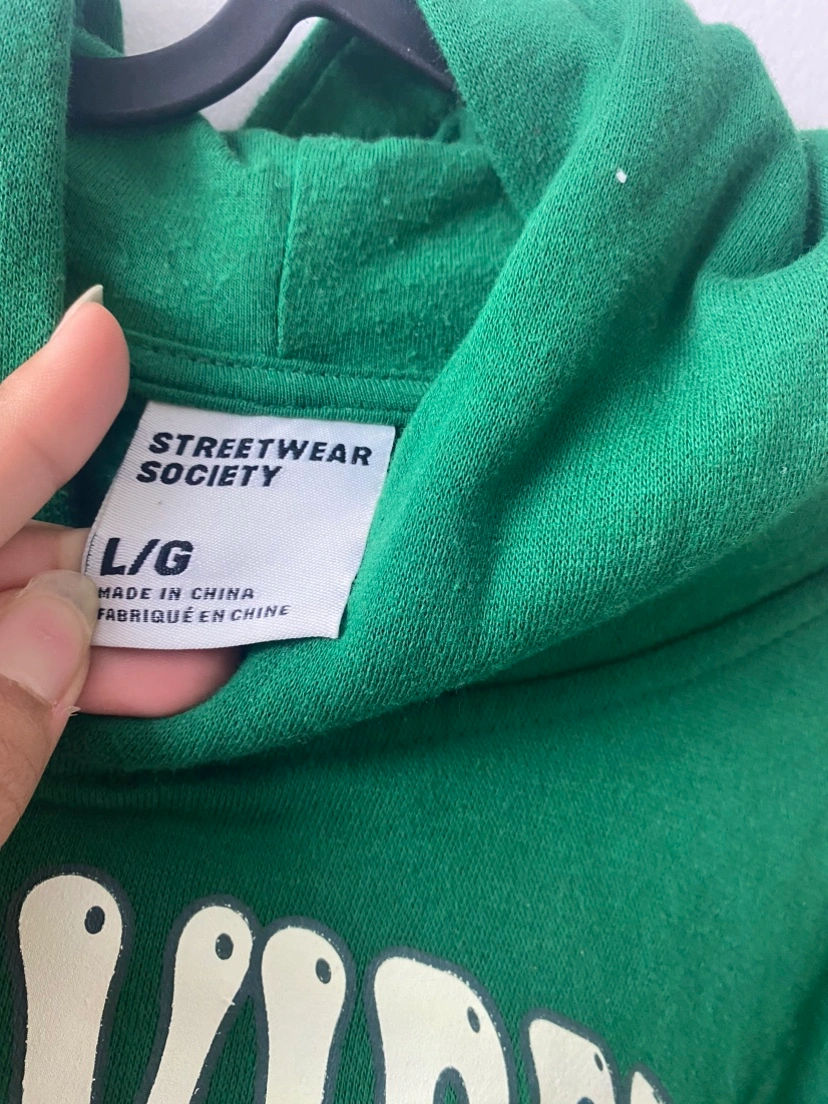 STREETWEAR
SOCIETY
L/G
MADE IN CHINA
FABRIQUÉ EN CHINE